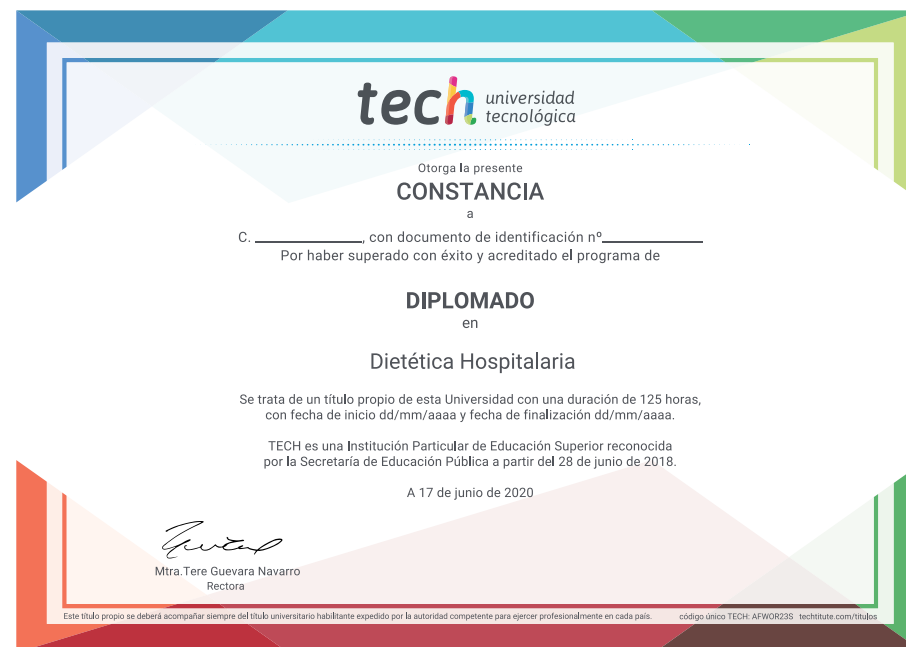 tech universidad
tecnológica
Otorga la presente
CONSTANCIA
a
C. ____________, con documento de identificación nº____________
Por haber superado con éxito y acreditado el programa de
DIPLOMADO
en
Dietética Hospitalaria
Se trata de un título propio de esta Universidad con una duración de 125 horas,
con fecha de inicio dd/mm/aaaa y fecha de finalización dd/mm/aaaa.
TECH es una Institución Particular de Educación Superior reconocida
por la Secretaría de Educación Pública a partir del 28 de junio de 2018.
A 17 de junio de 2020
Mtra.Tere Guevara Navarro
Rectora
Este título propio se deberá acompañar siempre del título universitario habilitante expedido por la autoridad competente para ejercer profesionalmente en cada país. código único TECH: AFWOR23S techtitute.com/titulos